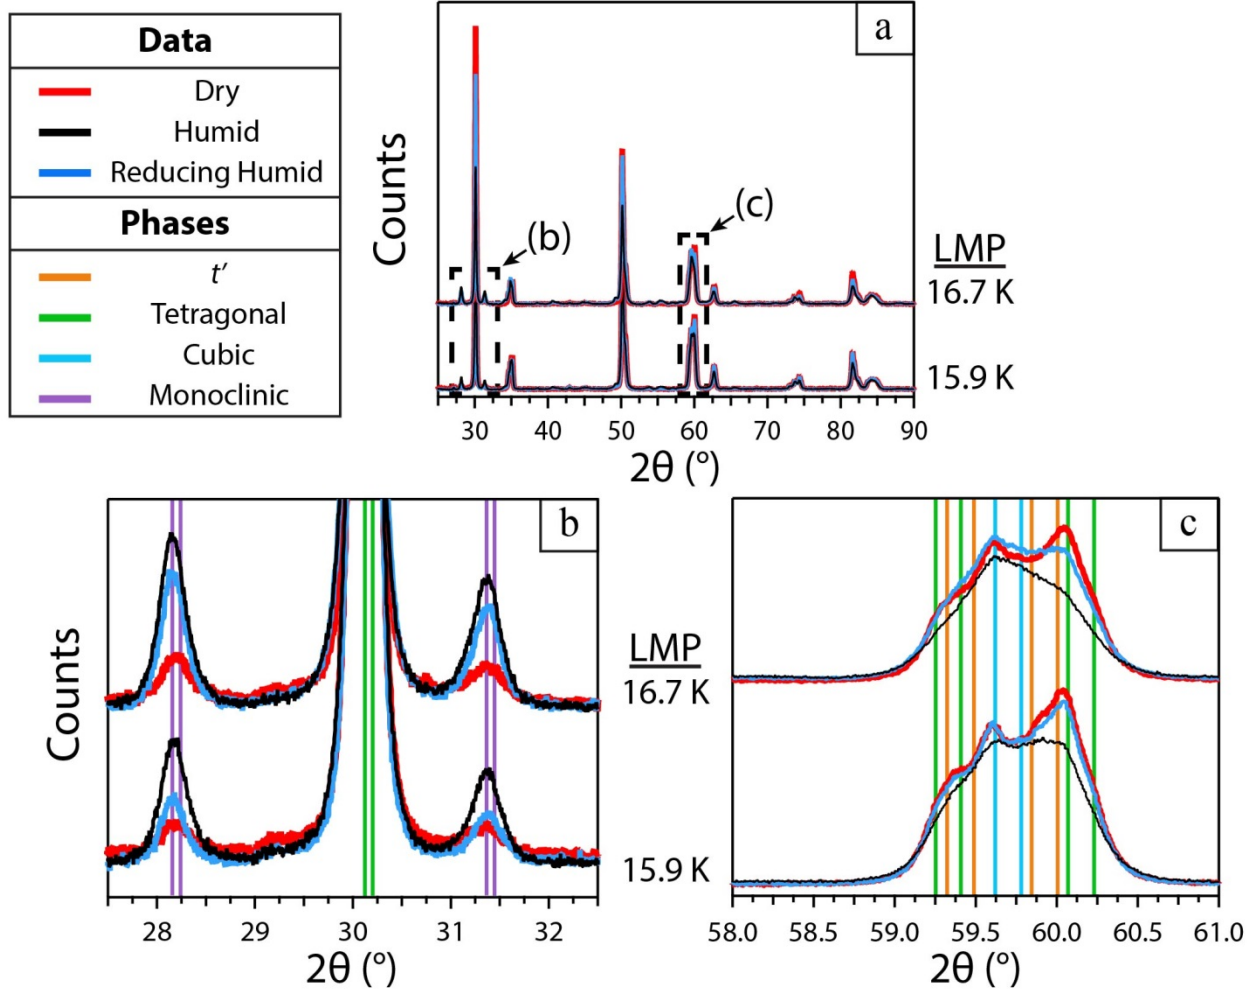 Data
Dry
Humid
Reducing Humid
Phases
t′
Tetragonal
Cubic
Monoclinic
a
Counts
(b)
(c)
LMP
16.7 K
15.9 K
30 40 50 60 70 80 90
2θ (°)
b
Counts
LMP
16.7 K
15.9 K
28 29 30 31 32
2θ (°)
c
58.0 58.5 59.0 59.5 60.0 60.5 61.0
2θ (°)